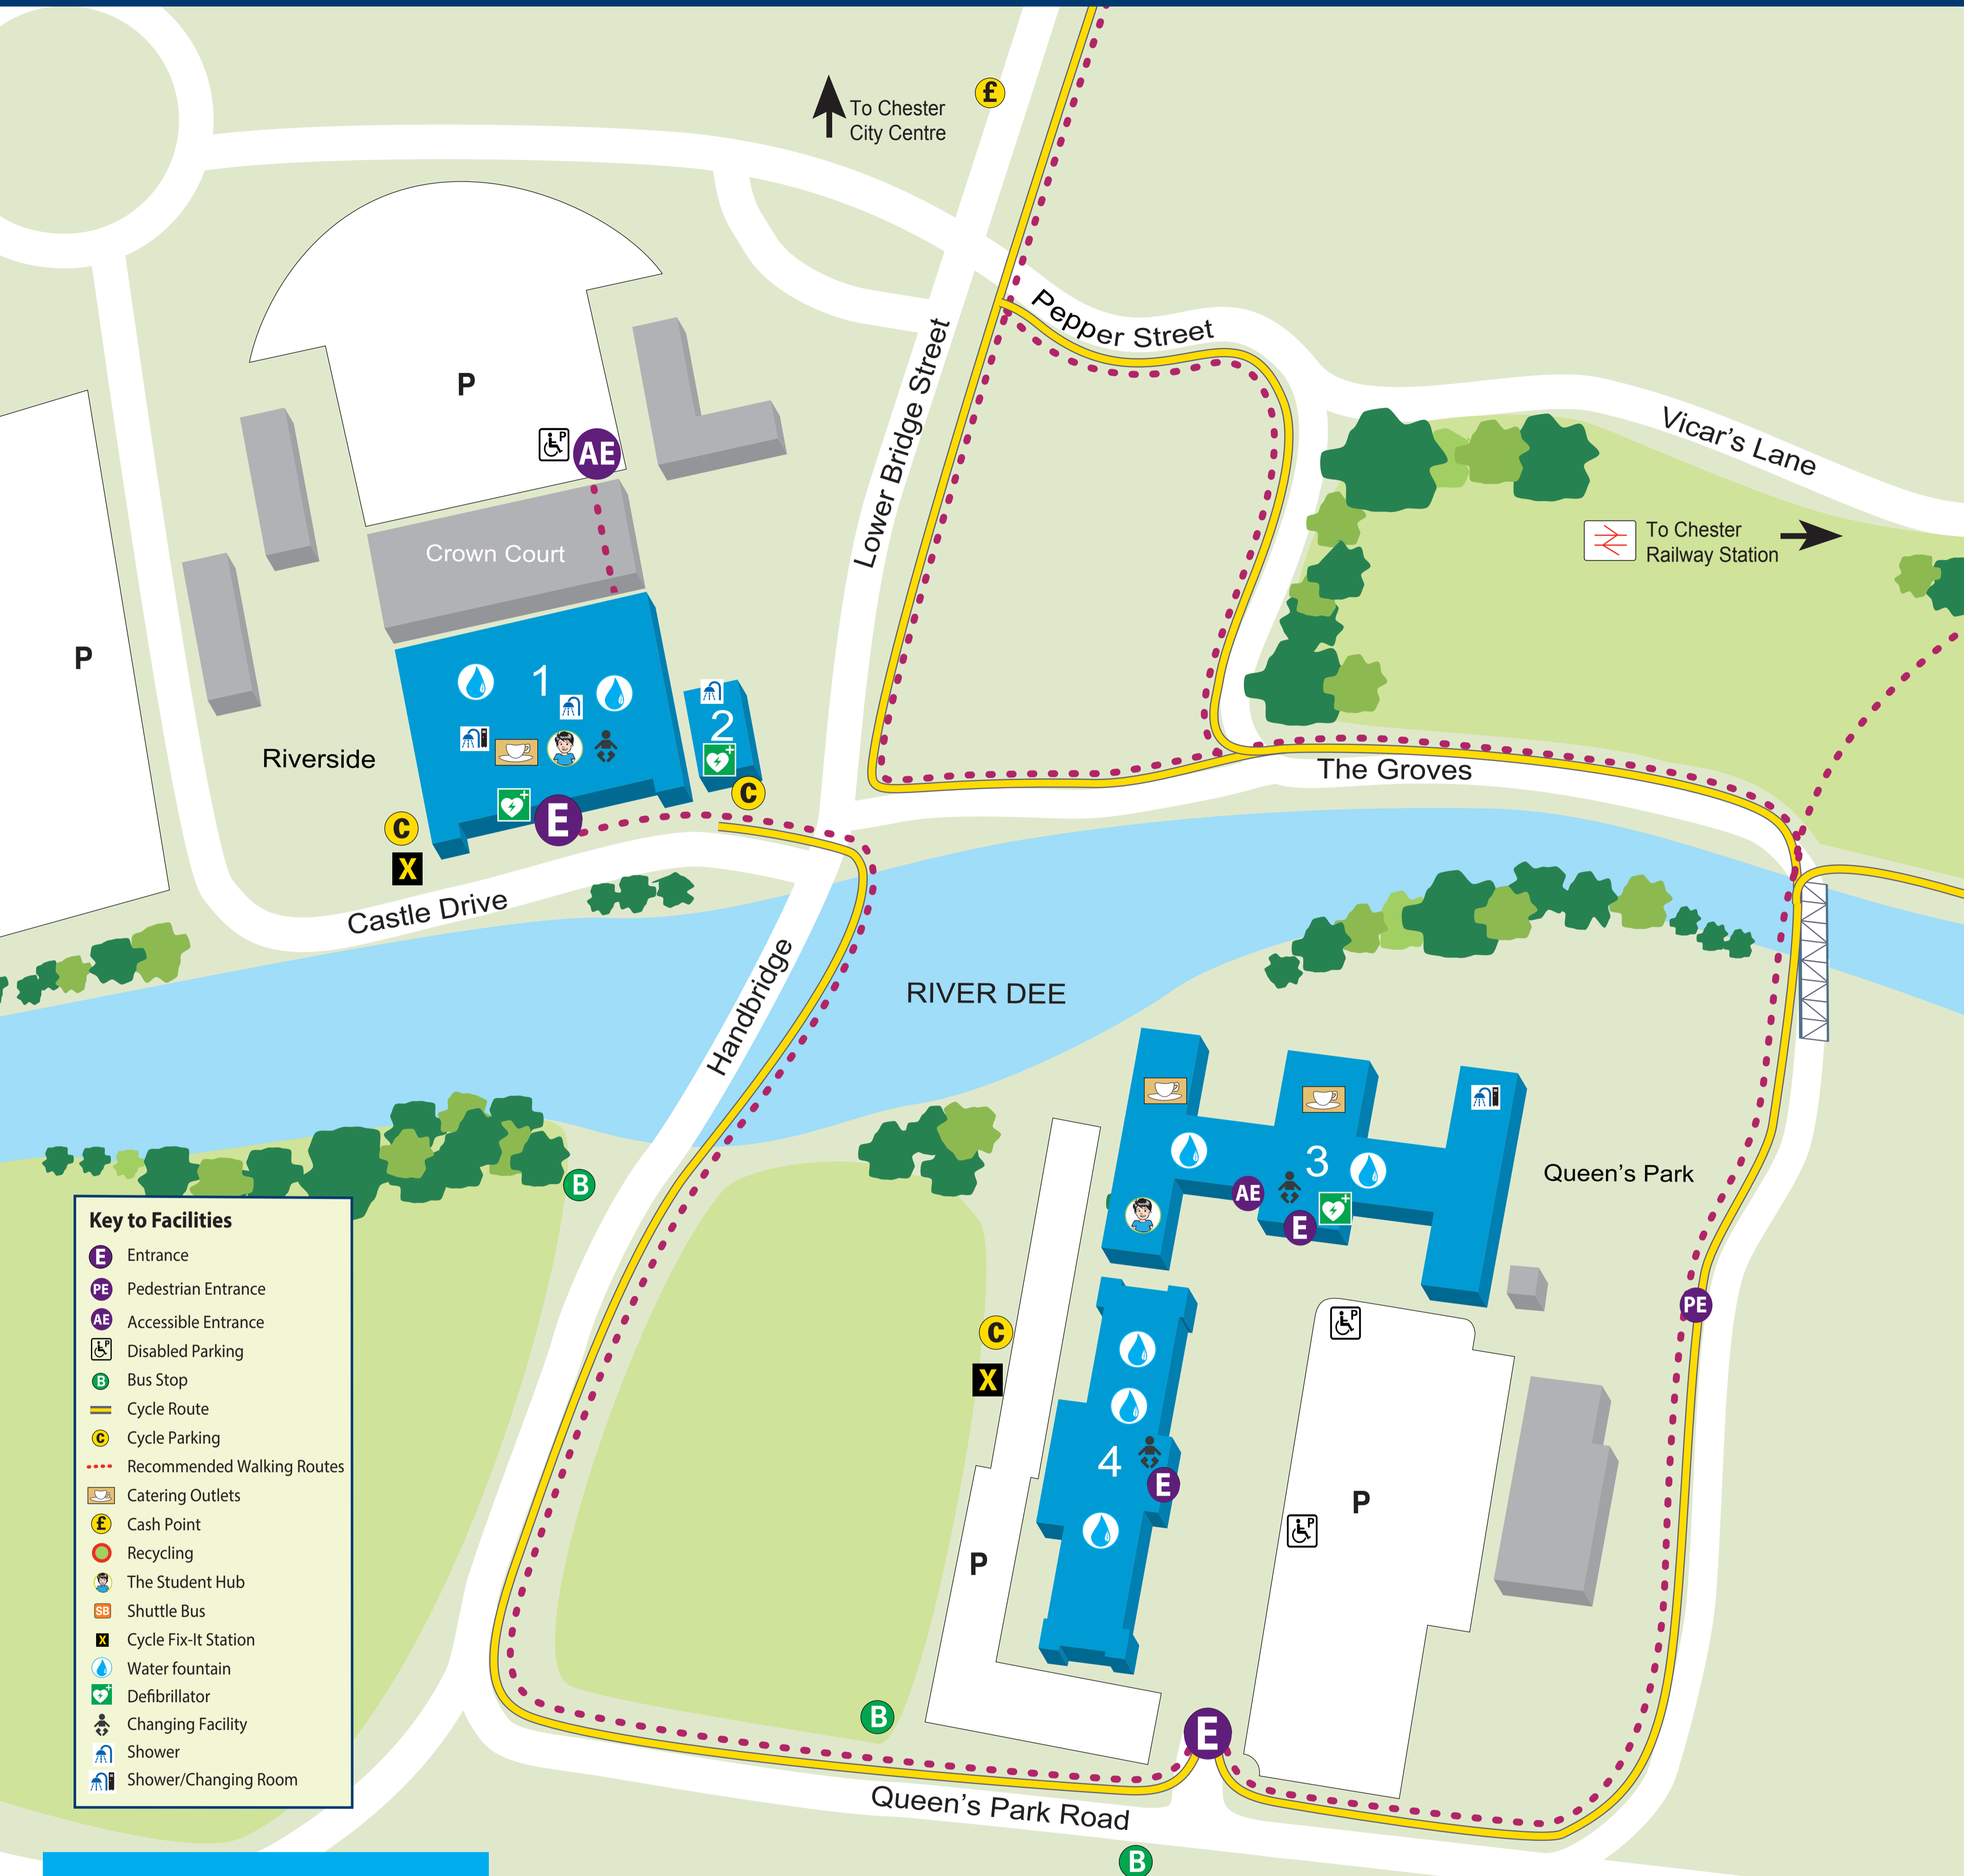 £
To Chester
City Centre
Pepper Street
Lower Bridge Street
Vicar's Lane
P
AE
P
To Chester
Railway Station
Crown Court
P
1
2
Riverside
The Groves
C
E
C
X
Castle Drive
Handbridge
RIVER DEE
3
Queen's Park
AE
E
B
PE
P
C
X
4
E
P
P
P
P
B
E
Queen's Park Road
B
Key to Facilities
E Entrance
PE Pedestrian Entrance
AE Accessible Entrance
P Disabled Parking
B Bus Stop
Cycle Route
C Cycle Parking
Recommended Walking Routes
Catering Outlets
£ Cash Point
Recycling
The Student Hub
SB Shuttle Bus
X Cycle Fix-It Station
Water fountain
Defibrillator
Changing Facility
Shower
Shower/Changing Room